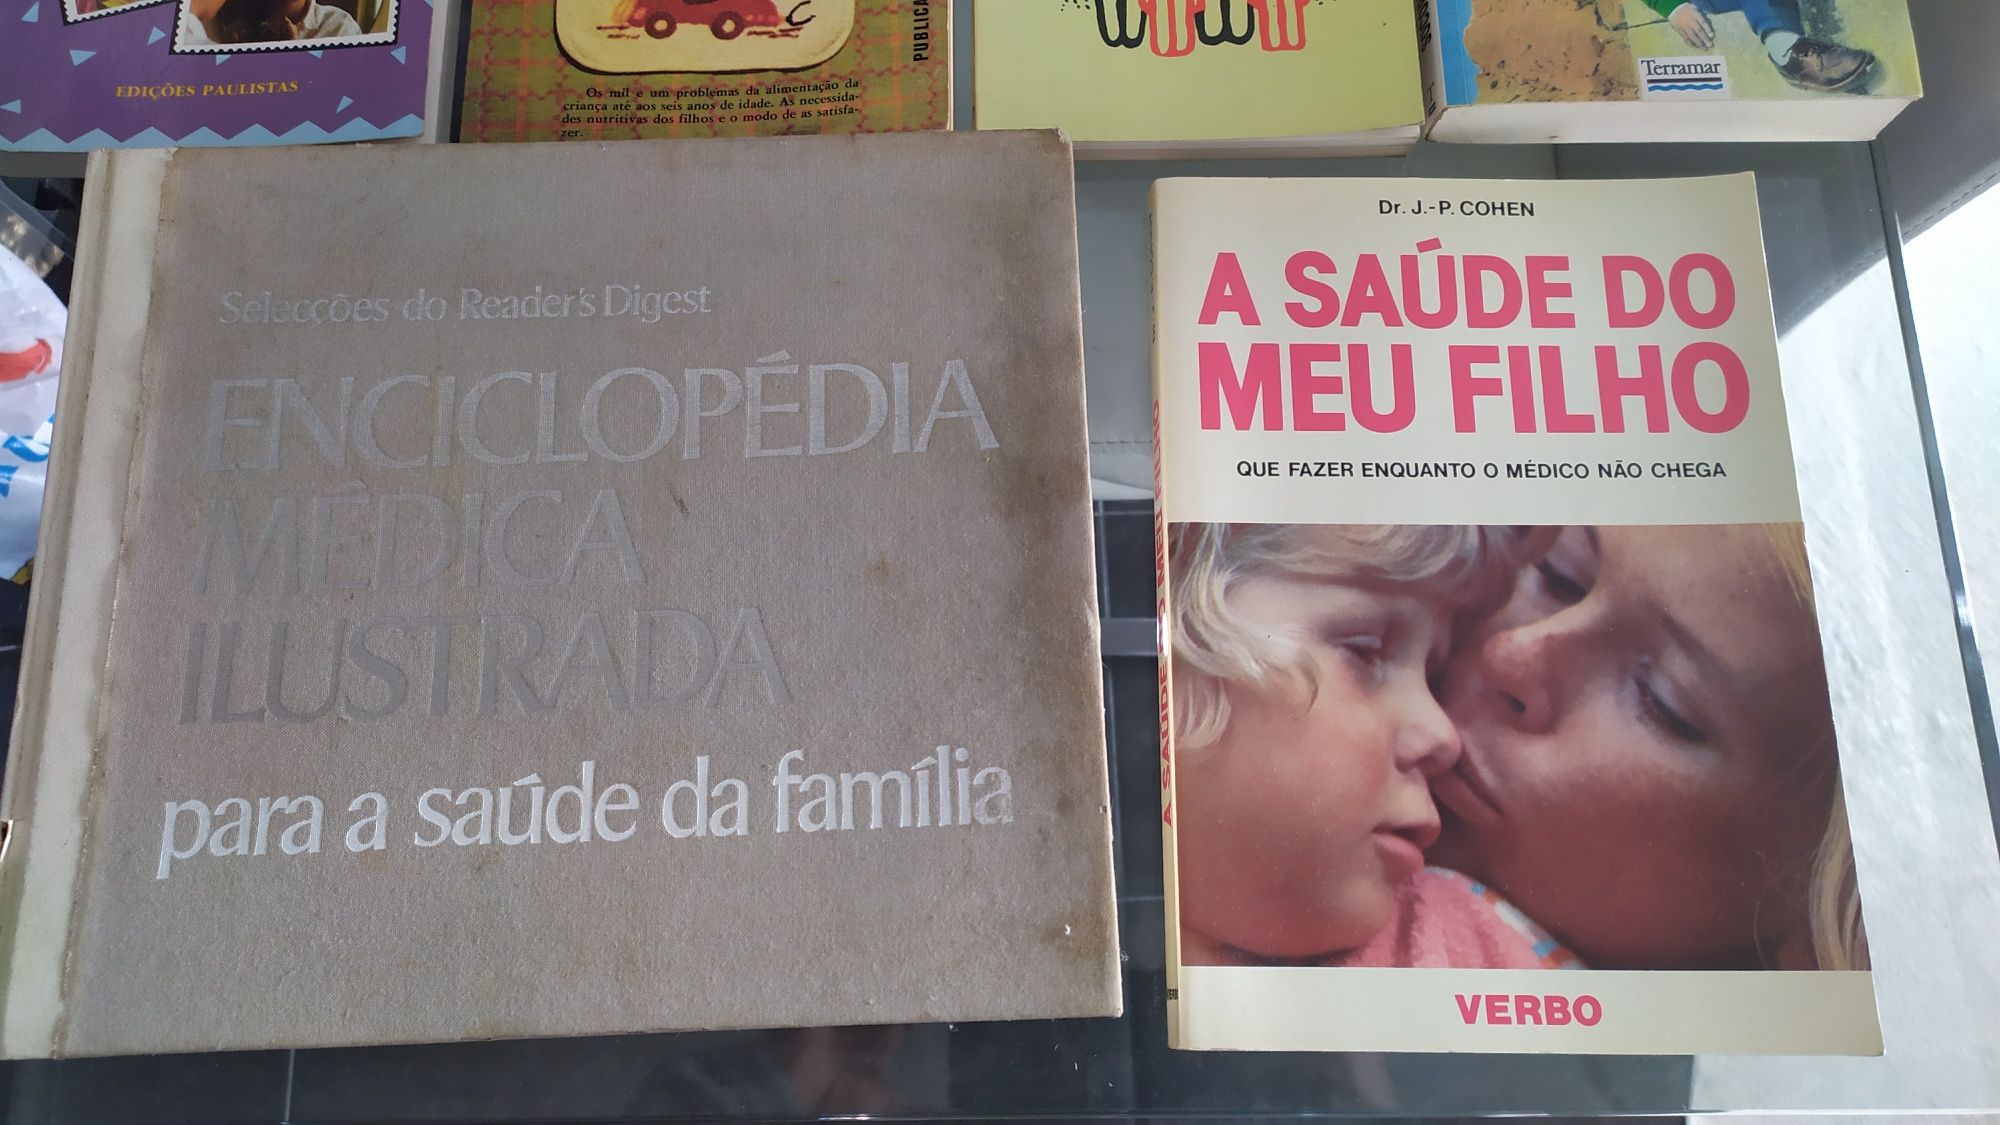 EDIÇÕES PAULISTAS
Os mil e um problemas da alimentação da
criança até aos seis anos de idade. As necessida-
des nutritivas dos filhos e o modo de as satisfa-
zer.
Terramar
Selecções do Reader's Digest
ENCICLOPÉDIA
MÉDICA
ILUSTRADA
para a saúde da família
Dr. J.-P. COHEN
A SAÚDE DO
MEU FILHO
QUE FAZER ENQUANTO O MÉDICO NÃO CHEGA
A SAÚDE DO MEU FILHO
VERBO
VERBO